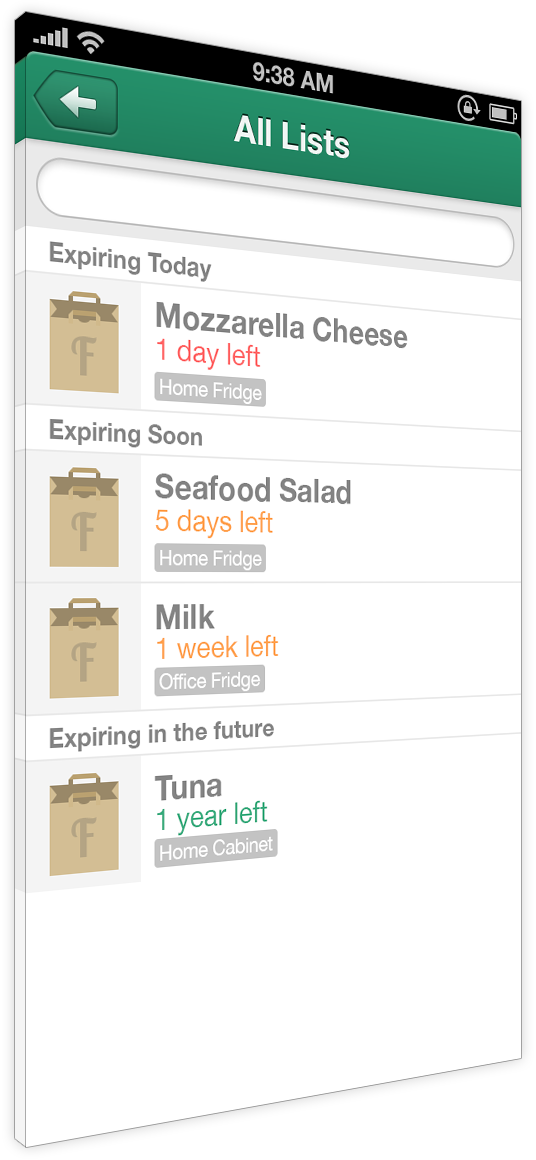 9:38 AM
All Lists
Expiring Today
F
Mozzarella Cheese
1 day left
Home Fridge
Expiring Soon
F
Seafood Salad
5 days left
Home Fridge
F
Milk
1 week left
Office Fridge
Expiring in the future
F
Tuna
1 year left
Home Cabinet